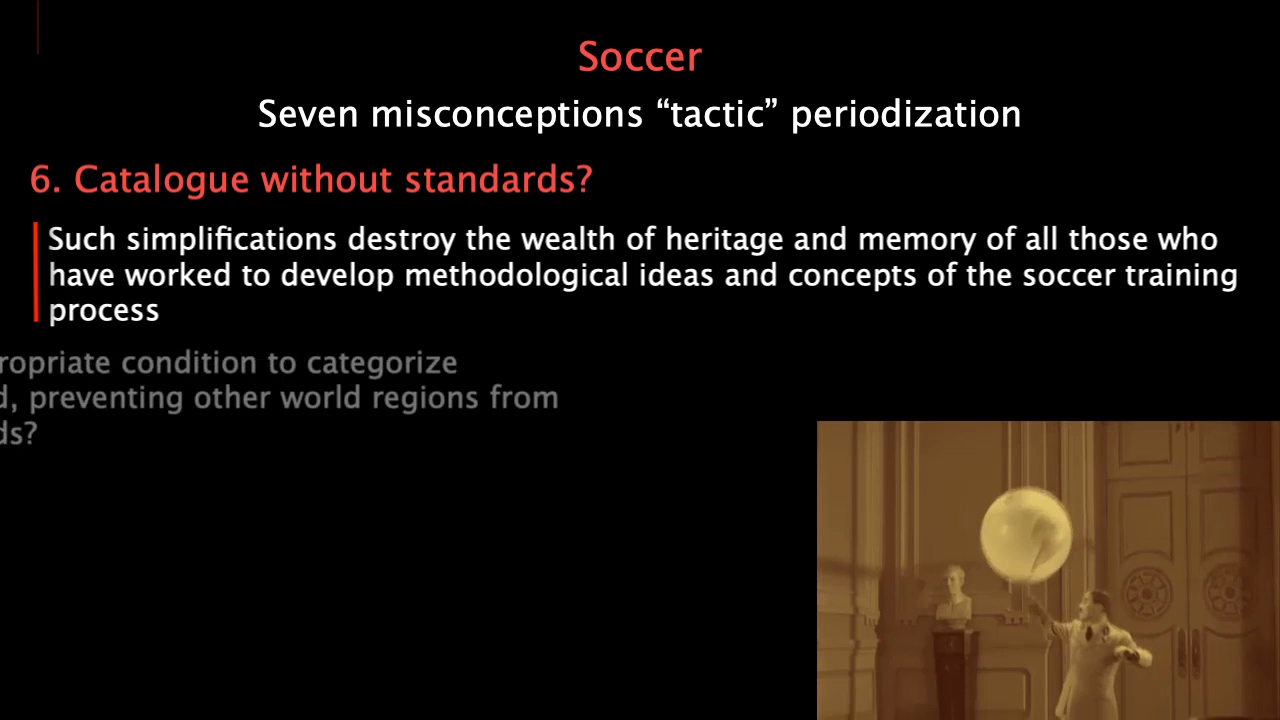 Soccer
Seven misconceptions “tactic” periodization
6. Catalogue without standards?
Such simplifications destroy the wealth of heritage and memory of all those who
have worked to develop methodological ideas and concepts of the soccer training
process
condition to categorize
preventing other world regions from